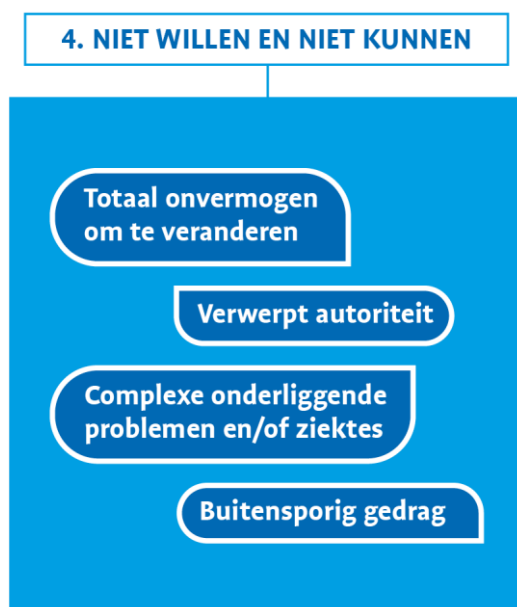 4. NIET WILLEN EN NIET KUNNEN
Totaal onvermogen
om te veranderen
Verwerpt autoriteit
Complexe onderliggende
problemen en/of ziektes
Buitensporig gedrag